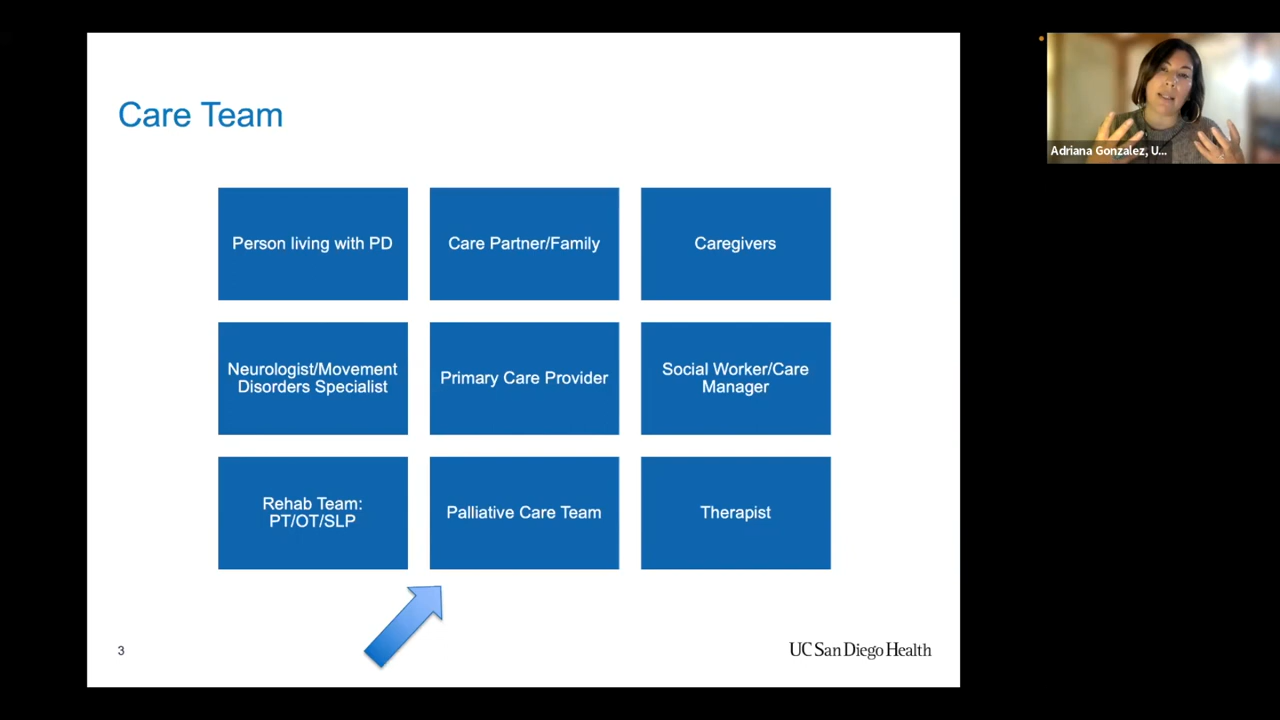 Care Team
Person living with PD
Care Partner/Family
Caregivers
Neurologist/Movement
Disorders Specialist
Primary Care Provider
Social Worker/Care
Manager
Rehab Team:
PT/OT/SLP
Palliative Care Team
Therapist
3
UC San Diego Health
Adriana Gonzalez, U...